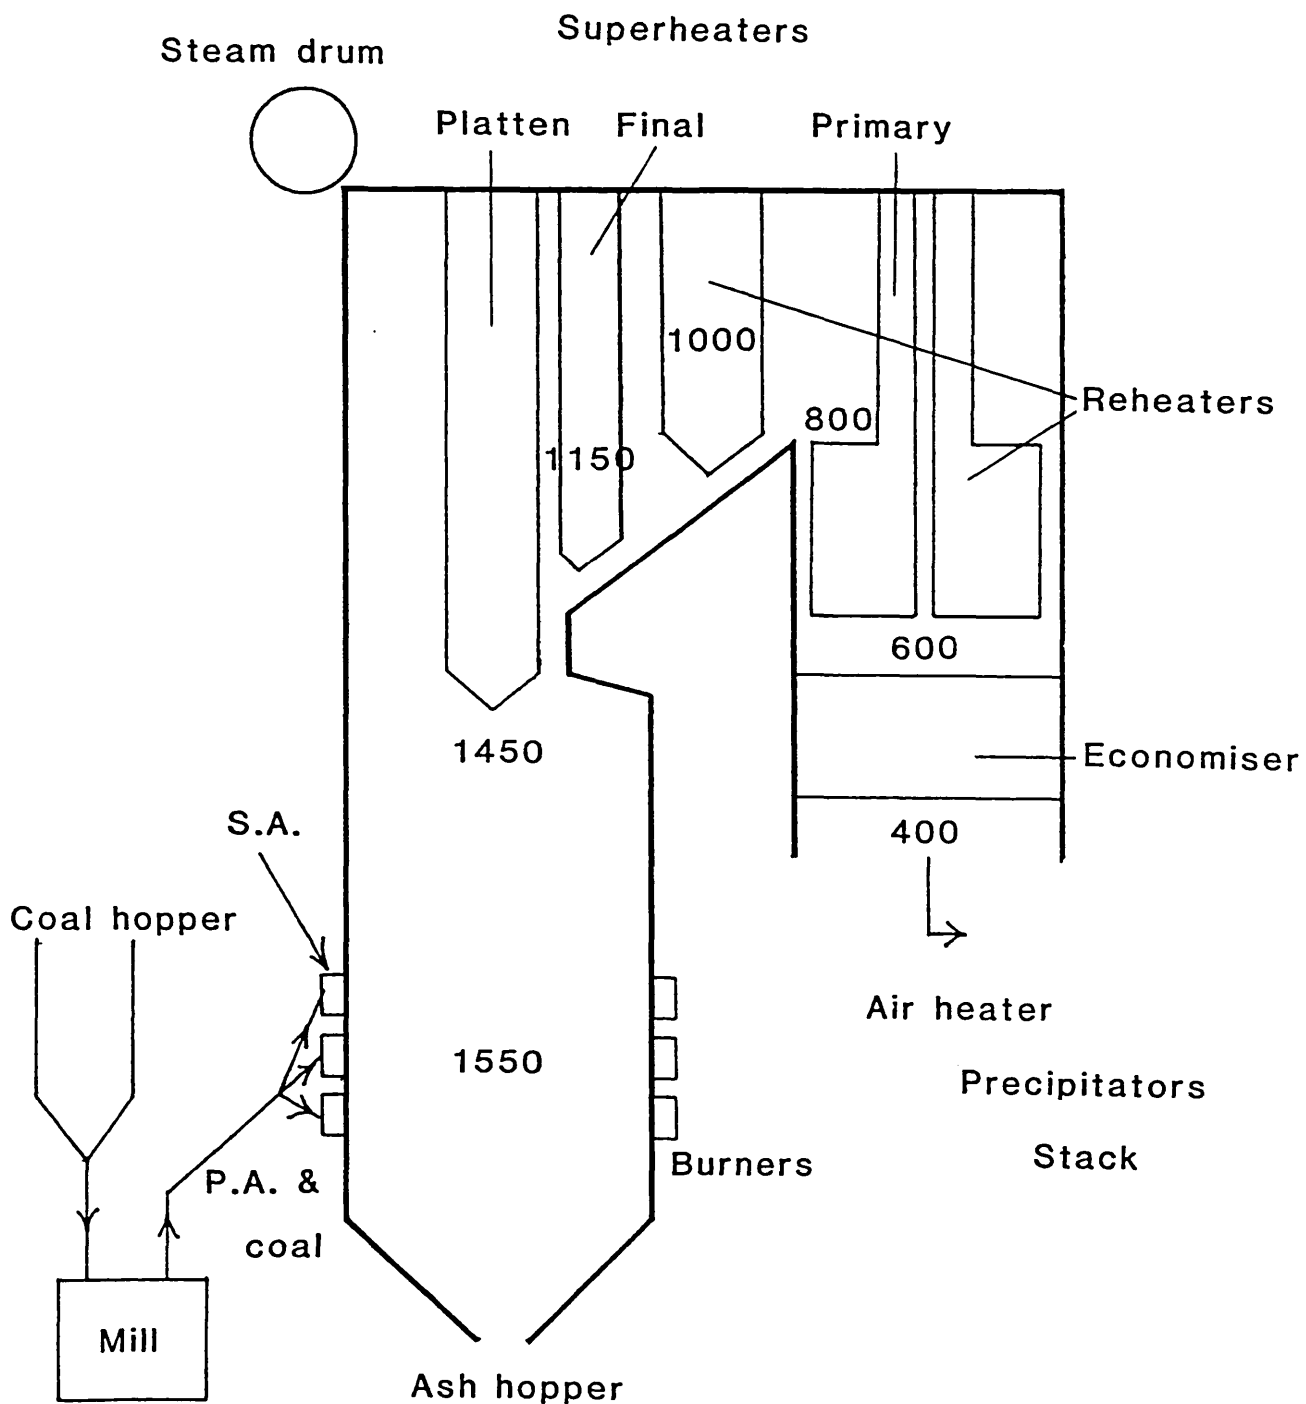 Superheaters
Steam drum
Platten
Final
Primary
1000
Reheaters
800
1150
600
1450
Economiser
S.A.
400
Coal hopper
Air heater
1550
Precipitators
Stack
Burners
P.A. &
coal
Mill
Ash hopper